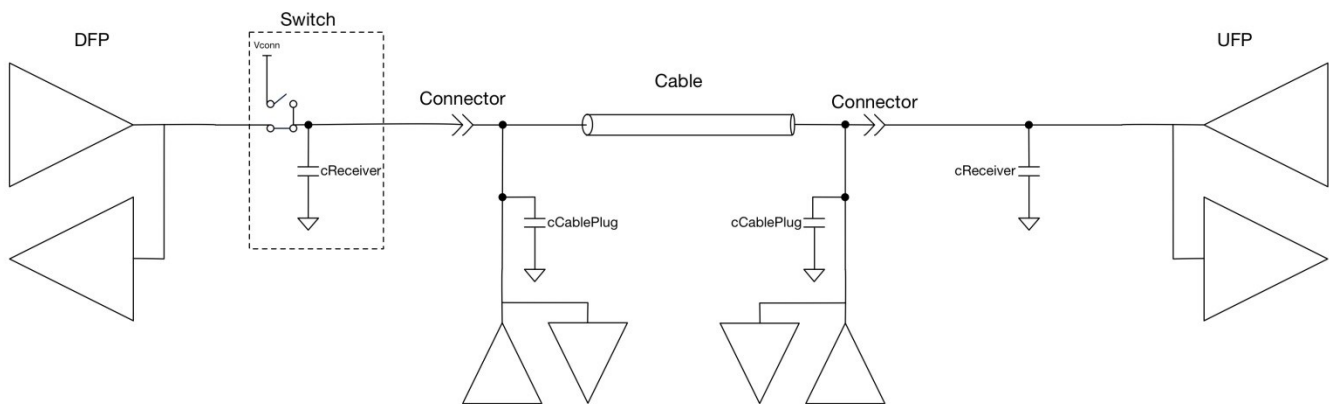 Switch
DFP
UFP
Vconn
Cable
Connector
Connector
cReceiver
cReceiver
cCablePlug
cCablePlug